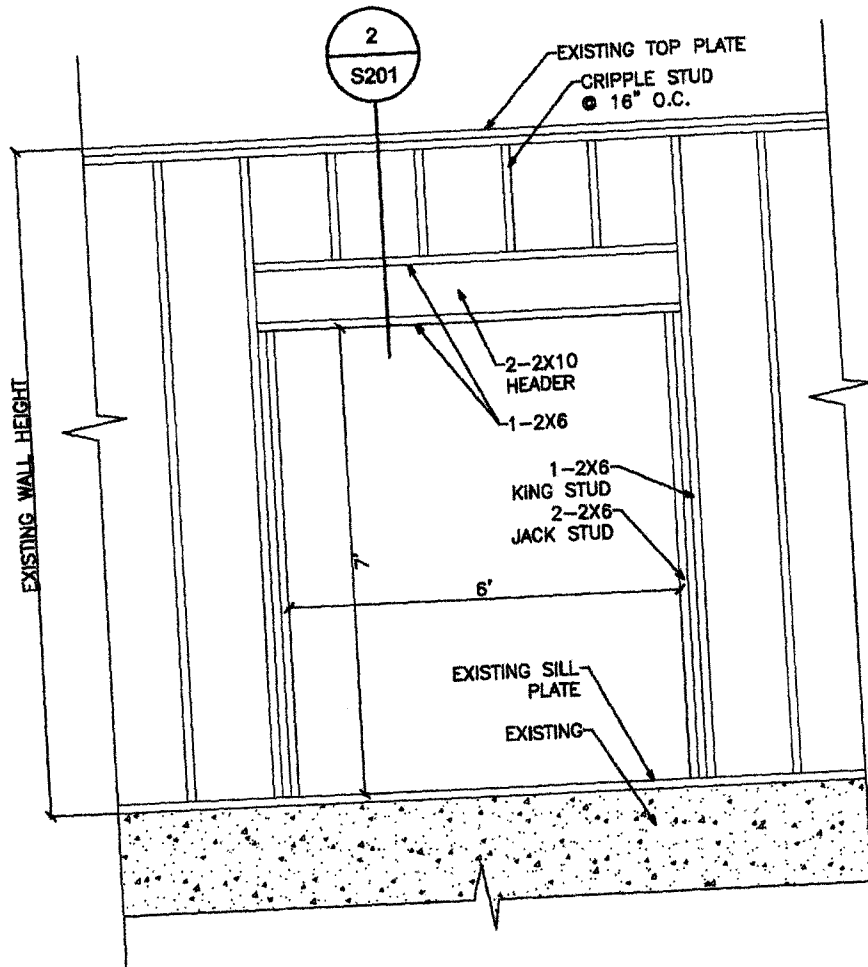 2
S201
EXISTING TOP PLATE
CRIPPLE STUD
@ 16" O.C.
EXISTING WALL HEIGHT
2-2X10
HEADER
1-2X6
1-2X6
KING STUD
2-2X6
JACK STUD
7'
6'
EXISTING SILL
PLATE
EXISTING